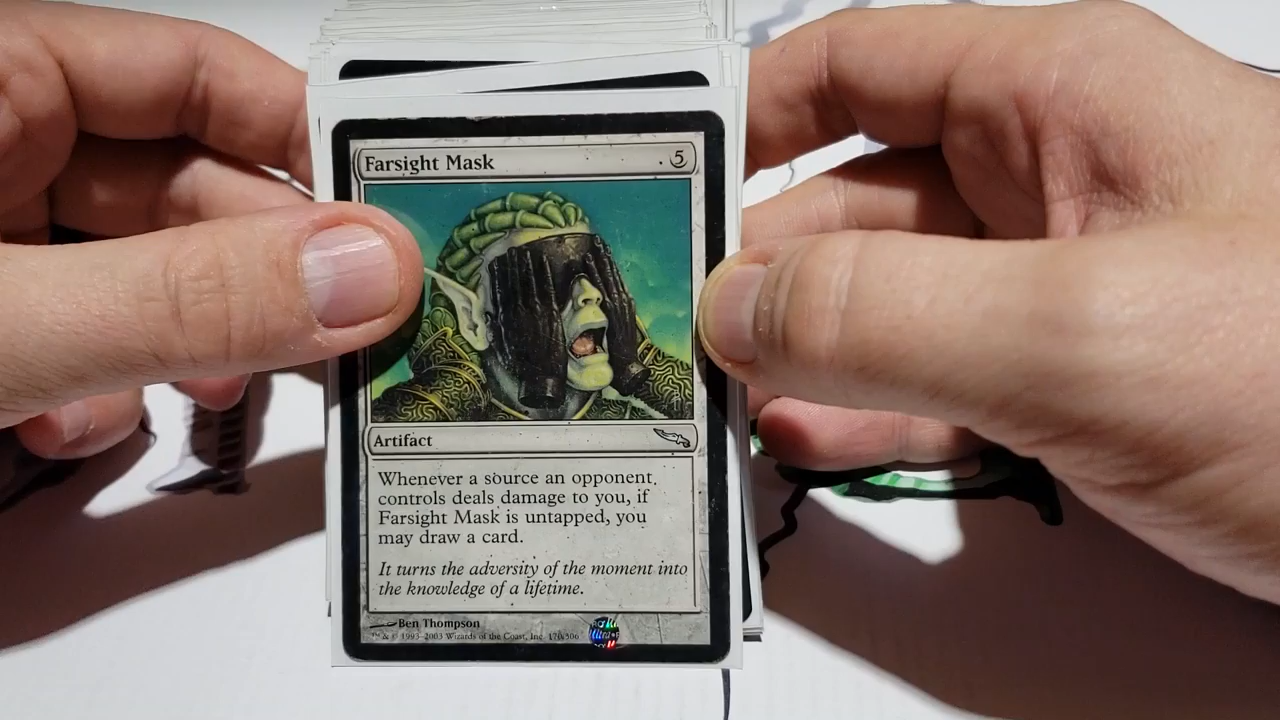 Farsight Mask 5
Artifact
Whenever a source an opponent
controls deals damage to you, if
Farsight Mask is untapped, you
may draw a card.
It turns the adversity of the moment into
the knowledge of a lifetime.
Ben Thompson
™ & © 1993–2003 Wizards of the Coast, Inc. 170/306